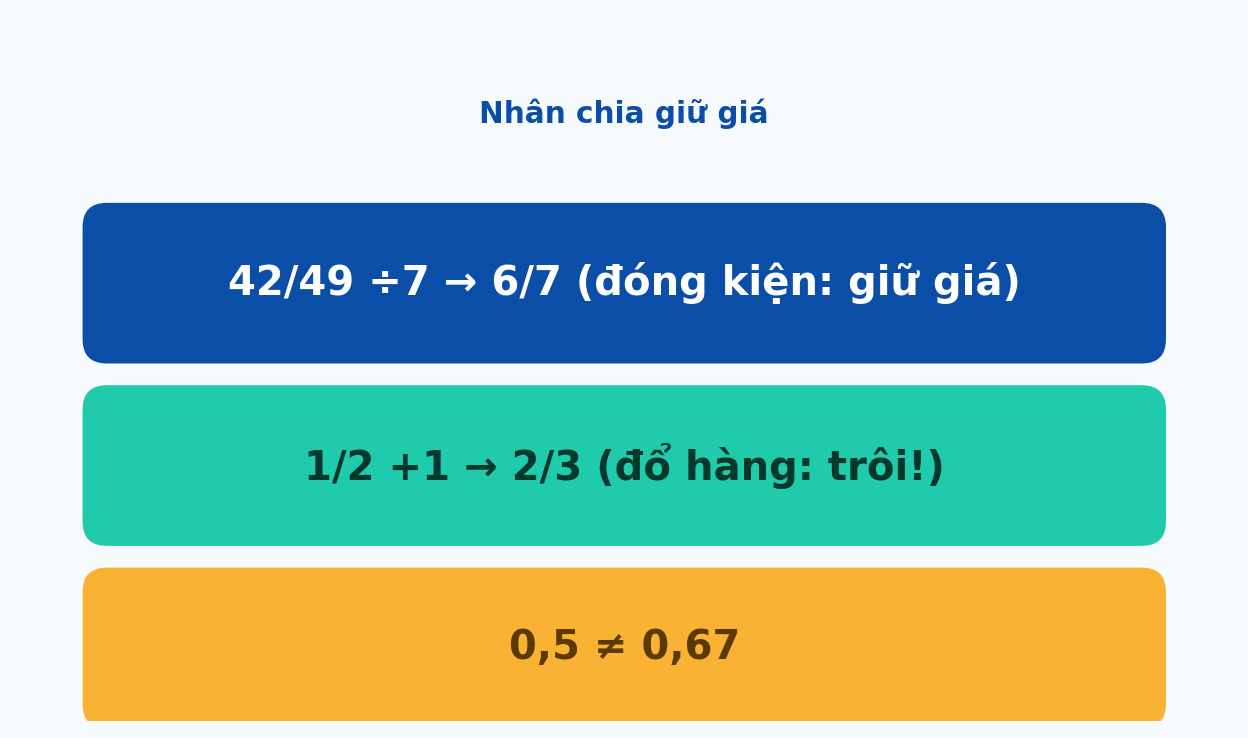 Nhân chia giữ giá
42/49 ÷7 → 6/7 (đóng kiện: giữ giá)
1/2 +1 → 2/3 (đổ hàng: trôi!)
0,5 ≠ 0,67